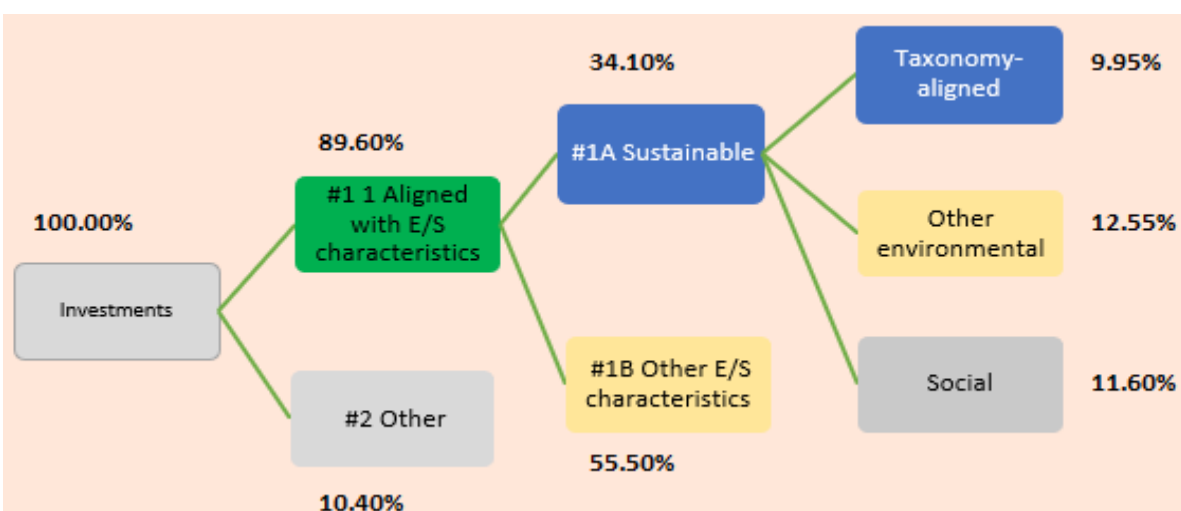 100.00%
Investments
89.60%
#1 1 Aligned
with E/S
characteristics
#2 Other
10.40%
34.10%
#1A Sustainable
#1B Other E/S
characteristics
55.50%
Taxonomy-
aligned
9.95%
Other
environmental
12.55%
Social
11.60%